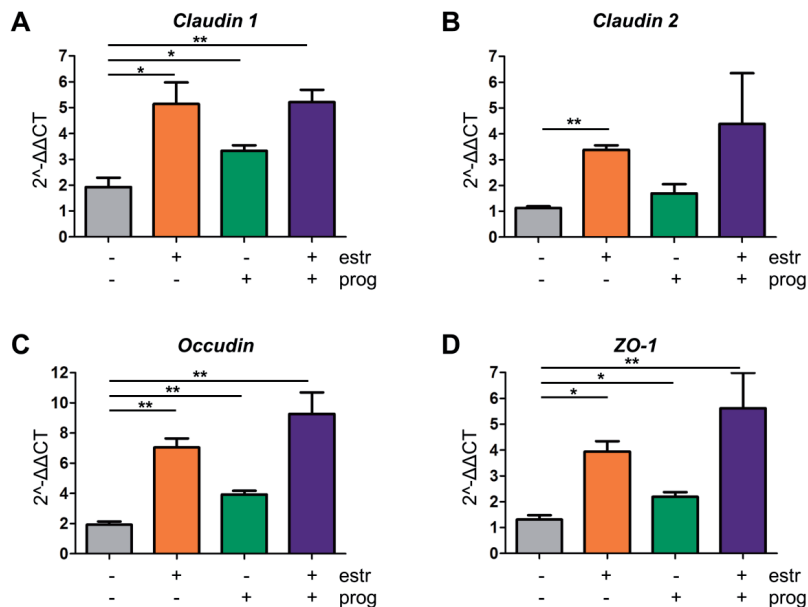 A
Claudin 1
**
*
*
2^-ΔΔCT
7
6
5
4
3
2
1
0
- + - + estr
- - + + prog
B
Claudin 2
**
2^-ΔΔCT
7
6
5
4
3
2
1
0
- + - + estr
- - + + prog
C
Occudin
**
**
**
2^-ΔΔCT
12
10
8
6
4
2
0
- + - + estr
- - + + prog
D
ZO-1
**
*
*
2^-ΔΔCT
7
6
5
4
3
2
1
0
- + - + estr
- - + + prog